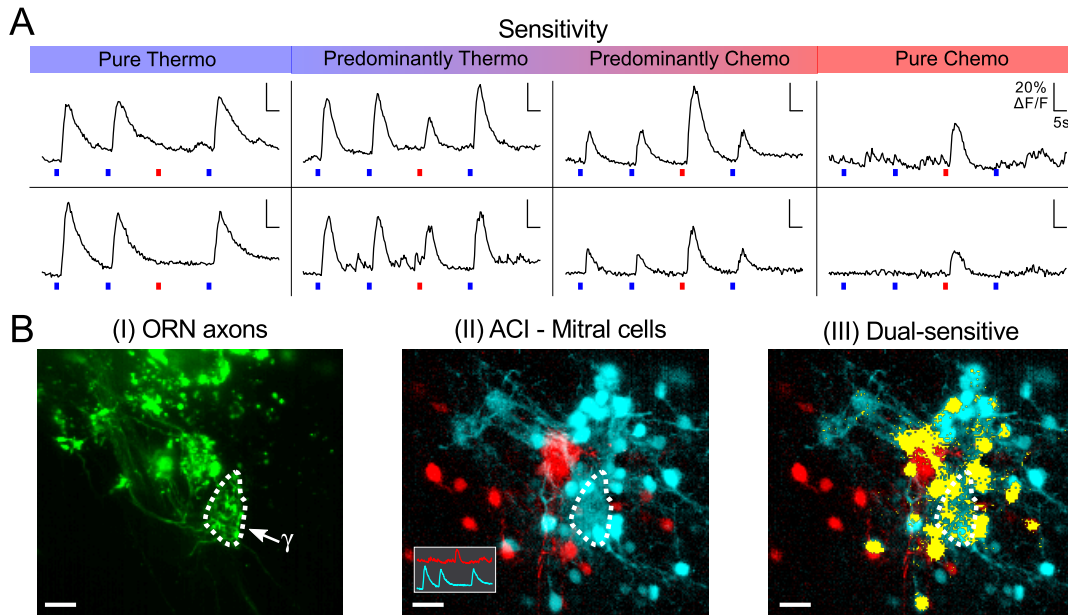 A
Sensitivity
Pure Thermo
Predominantly Thermo
Predominantly Chemo
Pure Chemo
20%
ΔF/F
5s
B
(I) ORN axons
(II) ACI - Mitral cells
(III) Dual-sensitive
γ